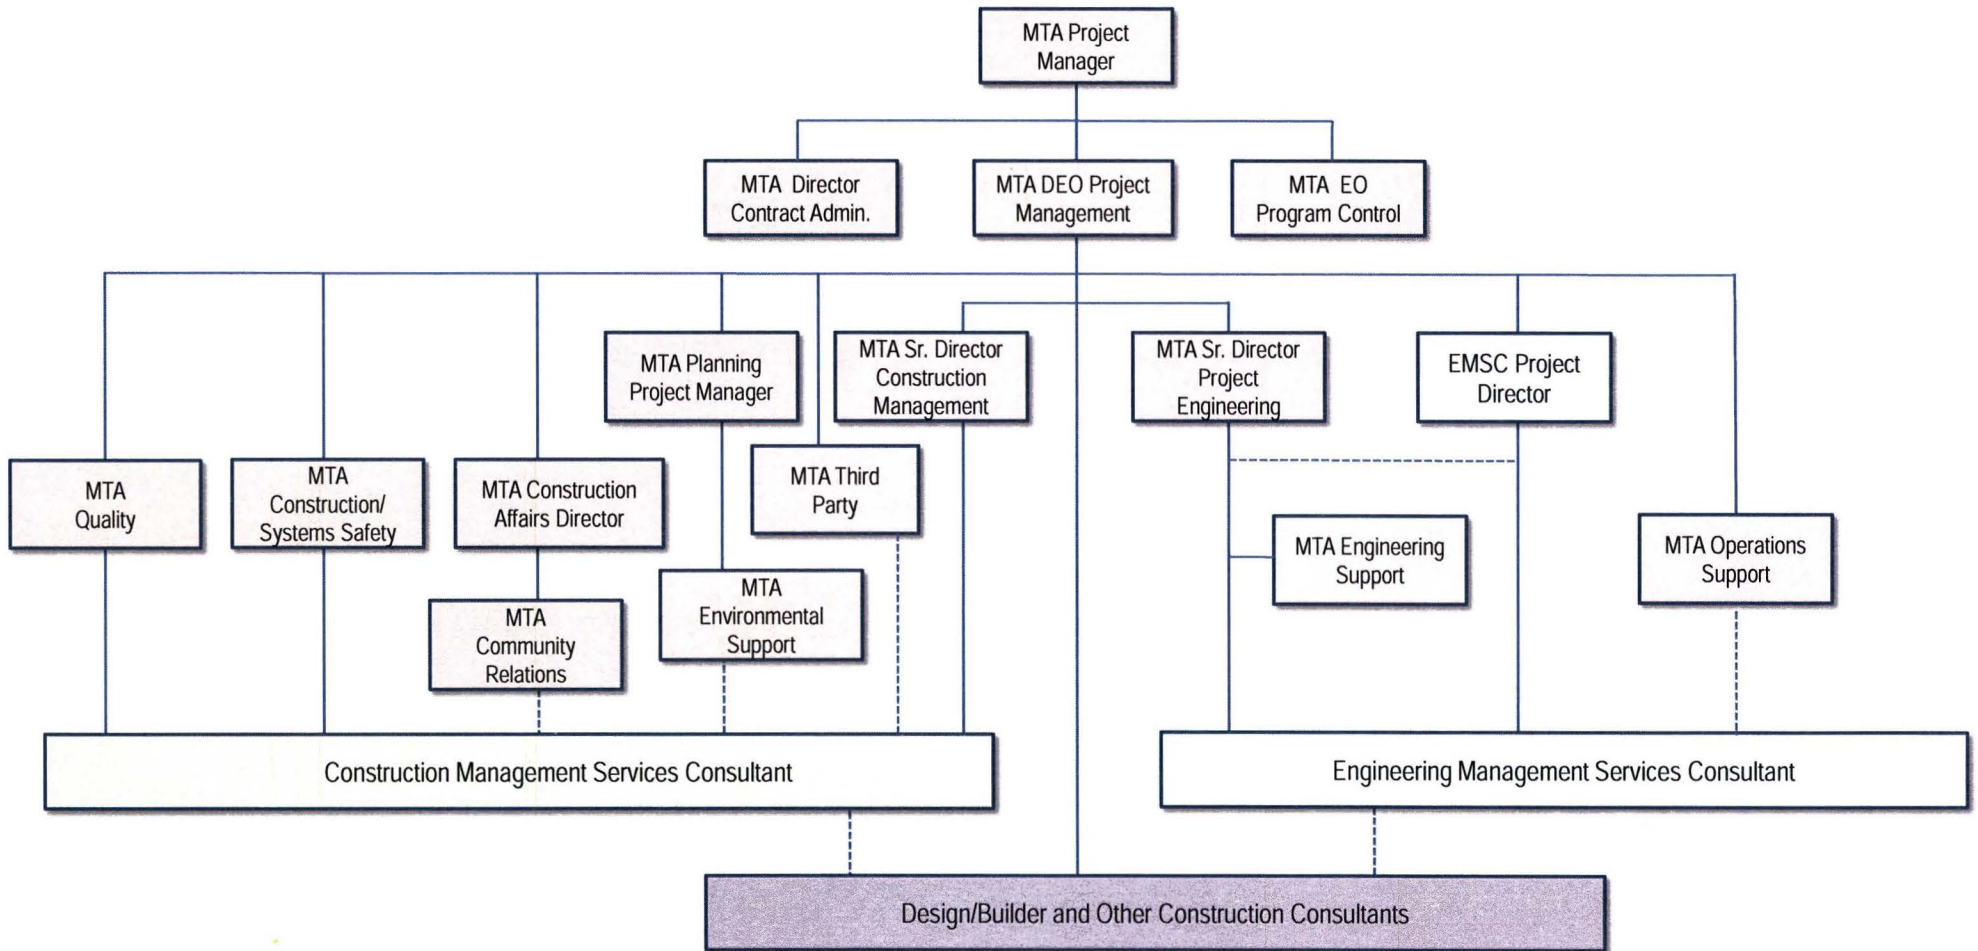 MTA Project
Manager
MTA Director
Contract Admin.
MTA DEO Project
Management
MTA EO
Program Control
MTA Planning
Project Manager
MTA Sr. Director
Construction
Management
MTA Sr. Director
Project
Engineering
EMSC Project
Director
MTA
Quality
MTA
Construction/
Systems Safety
MTA Construction
Affairs Director
MTA Third
Party
MTA Engineering
Support
MTA Operations
Support
MTA
Community
Relations
MTA
Environmental
Support
Construction Management Services Consultant
Engineering Management Services Consultant
Design/Builder and Other Construction Consultants